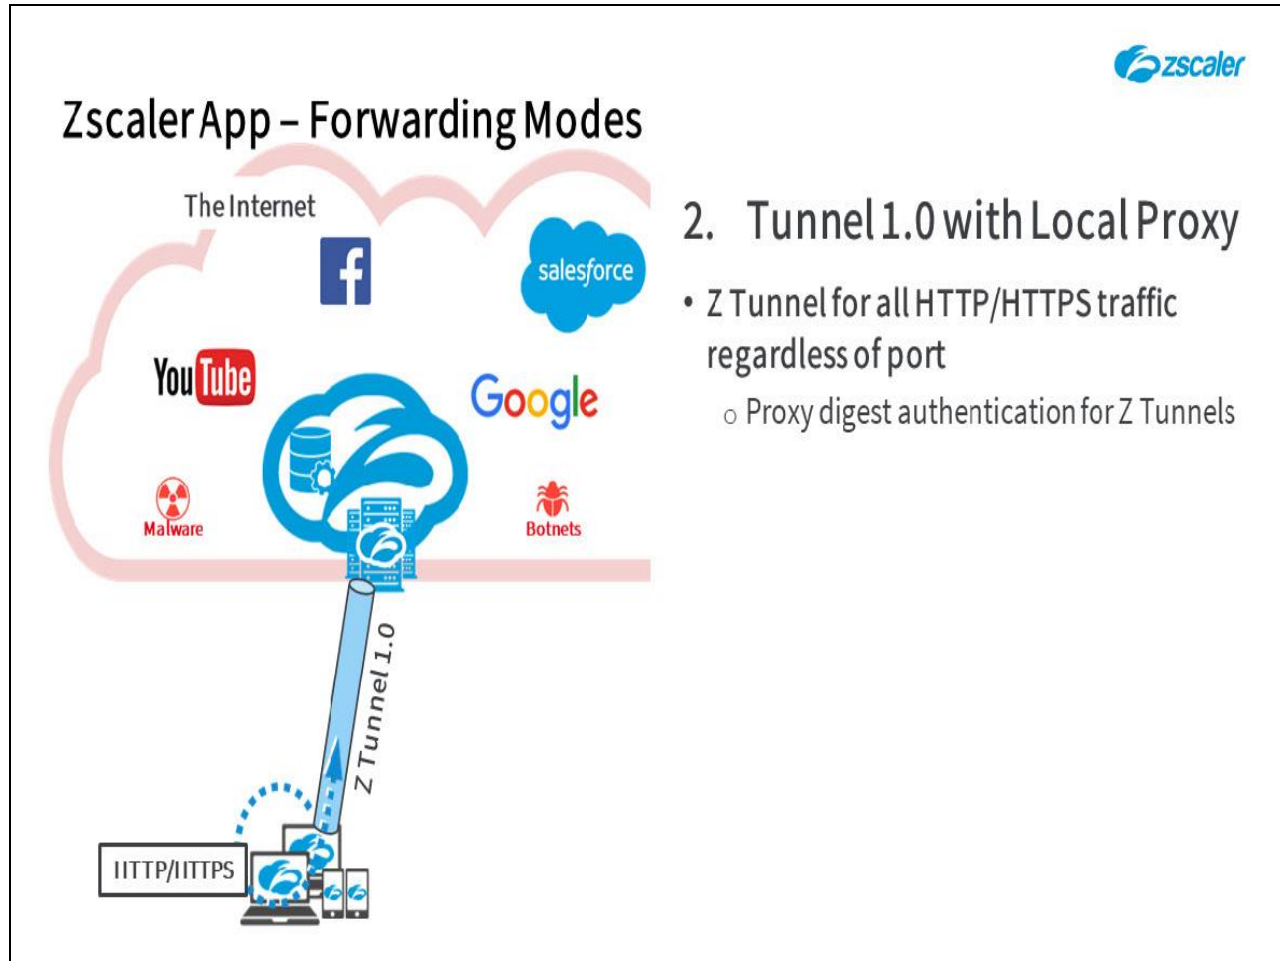 zscaler
Zscaler App – Forwarding Modes
The Internet
salesforce
YouTube
Google
Malware
Botnets
Z Tunnel 1.0
HTTP/HTTPS
2. Tunnel 1.0 with Local Proxy
• Z Tunnel for all HTTP/HTTPS traffic
regardless of port
o Proxy digest authentication for Z Tunnels